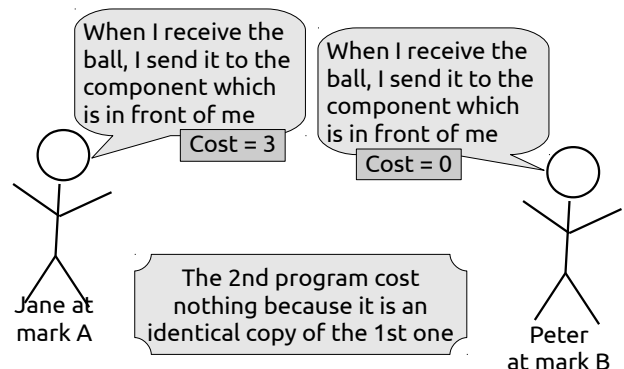 When I receive the
ball, I send it to the
component which
is in front of me
Cost = 3
When I receive the
ball, I send it to the
component which
is in front of me
Cost = 0
The 2nd program cost
nothing because it is an
identical copy of the 1st one
Jane at
mark A
Peter
at mark B